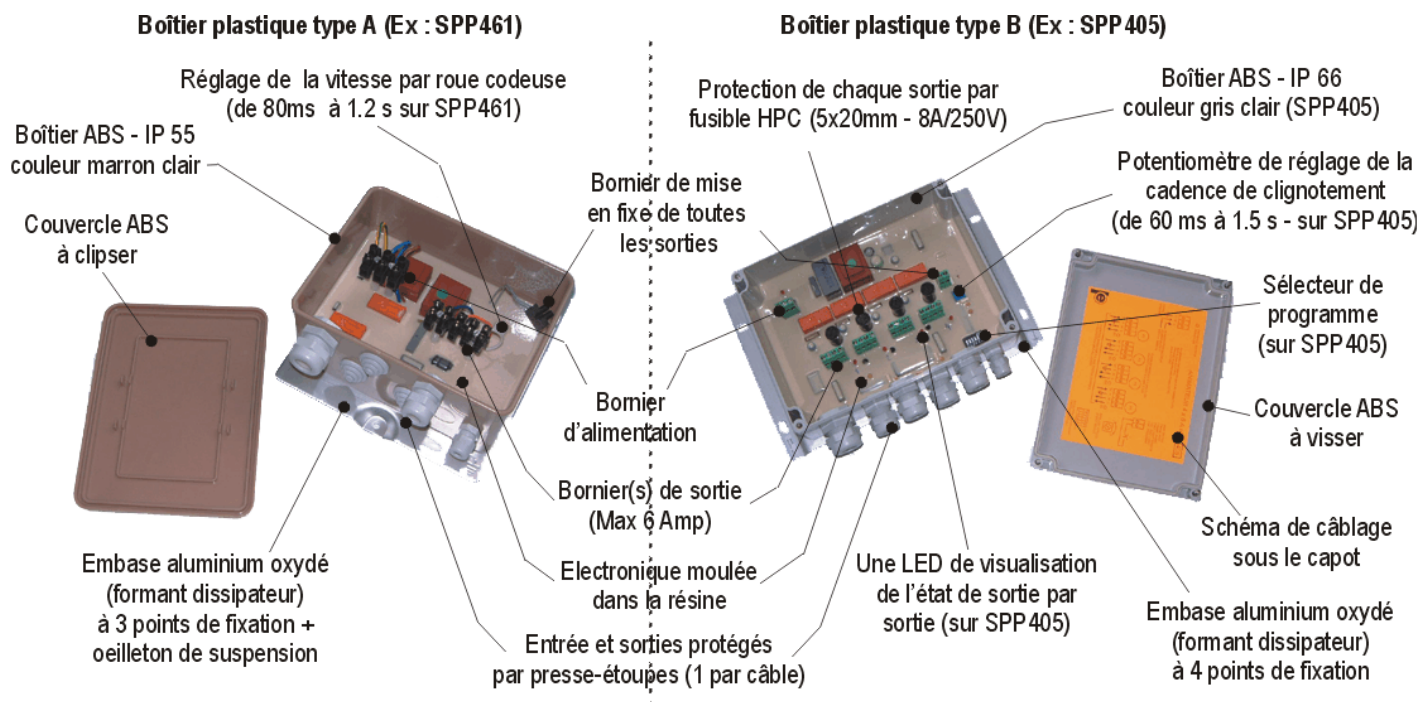 Boîtier plastique type A (Ex : SPP461)
Réglage de la vitesse par roue codeuse
(de 80ms à 1.2 s sur SPP461)
Boîtier ABS - IP 55
couleur marron clair
Couvercle ABS
à clipser
Embase aluminium oxydé
(formant dissipateur)
à 3 points de fixation +
oeilleton de suspension
Bornier de mise
en fixe de toutes
les sorties
Bornier
d'alimentation
Bornier(s) de sortie
(Max 6 Amp)
Electronique moulée
dans la résine
Entrée et sorties protégés
par presse-étoupes (1 par câble)
Boîtier plastique type B (Ex : SPP405)
Protection de chaque sortie par
fusible HPC (5x20mm - 8A/250V)
Boîtier ABS - IP 66
couleur gris clair (SPP405)
Potentiomètre de réglage de la
cadence de clignotement
(de 60 ms à 1.5 s - sur SPP405)
Sélecteur de
programme
(sur SPP405)
Couvercle ABS
à visser
Schéma de câblage
sous le capot
Une LED de visualisation
de l'état de sortie par
sortie (sur SPP405)
Embase aluminium oxydé
(formant dissipateur)
à 4 points de fixation